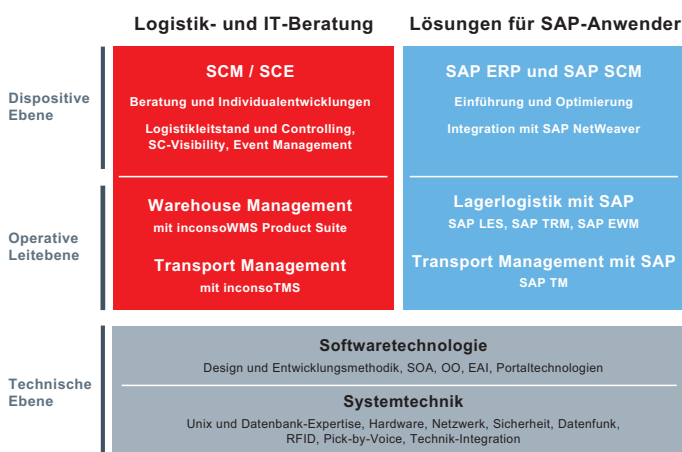 Logistik- und IT-Beratung
Lösungen für SAP-Anwender
Dispositive
Ebene
SCM / SCE
Beratung und Individualentwicklungen
Logistikleitstand und Controlling,
SC-Visibility, Event Management
SAP ERP und SAP SCM
Einführung und Optimierung
Integration mit SAP NetWeaver
Operative
Leitebene
Warehouse Management
mit inconsoWMS Product Suite
Transport Management
mit inconsoTMS
Lagerlogistik mit SAP
SAP LES, SAP TRM, SAP EWM
Transport Management mit SAP
SAP TM
Technische
Ebene
Softwaretechnologie
Design und Entwicklungsmethodik, SOA, OO, EAI, Portaltechnologien
Systemtechnik
Unix und Datenbank-Expertise, Hardware, Netzwerk, Sicherheit, Datenfunk,
RFID, Pick-by-Voice, Technik-Integration